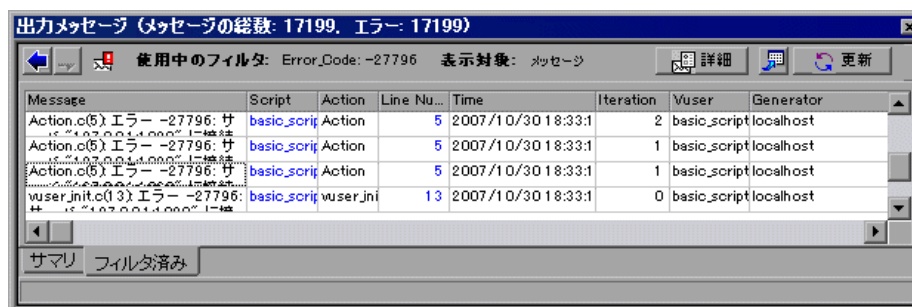 出力メッセージ (メッセージの総数: 17199, エラー: 17199)
使用中のフィルタ: Error_Code: -27796 表示対象: メッセージ 詳細 更新
Message Script Action Line Nu... Time Iteration Vuser Generator
Action.c(5): エラー -27796: サ basic_scrip Action 5 2007/10/30 18:33:1 2 basic_script localhost
Action.c(5): エラー -27796: サ basic_scrip Action 5 2007/10/30 18:33:1 1 basic_script localhost
Action.c(5): エラー -27796: サ basic_scrip Action 5 2007/10/30 18:33:1 1 basic_script localhost
vuser_init.c(13): エラー -27796: basic_scrip vuser_ini 13 2007/10/30 18:33:1 0 basic_script localhost
サマリ フィルタ済み